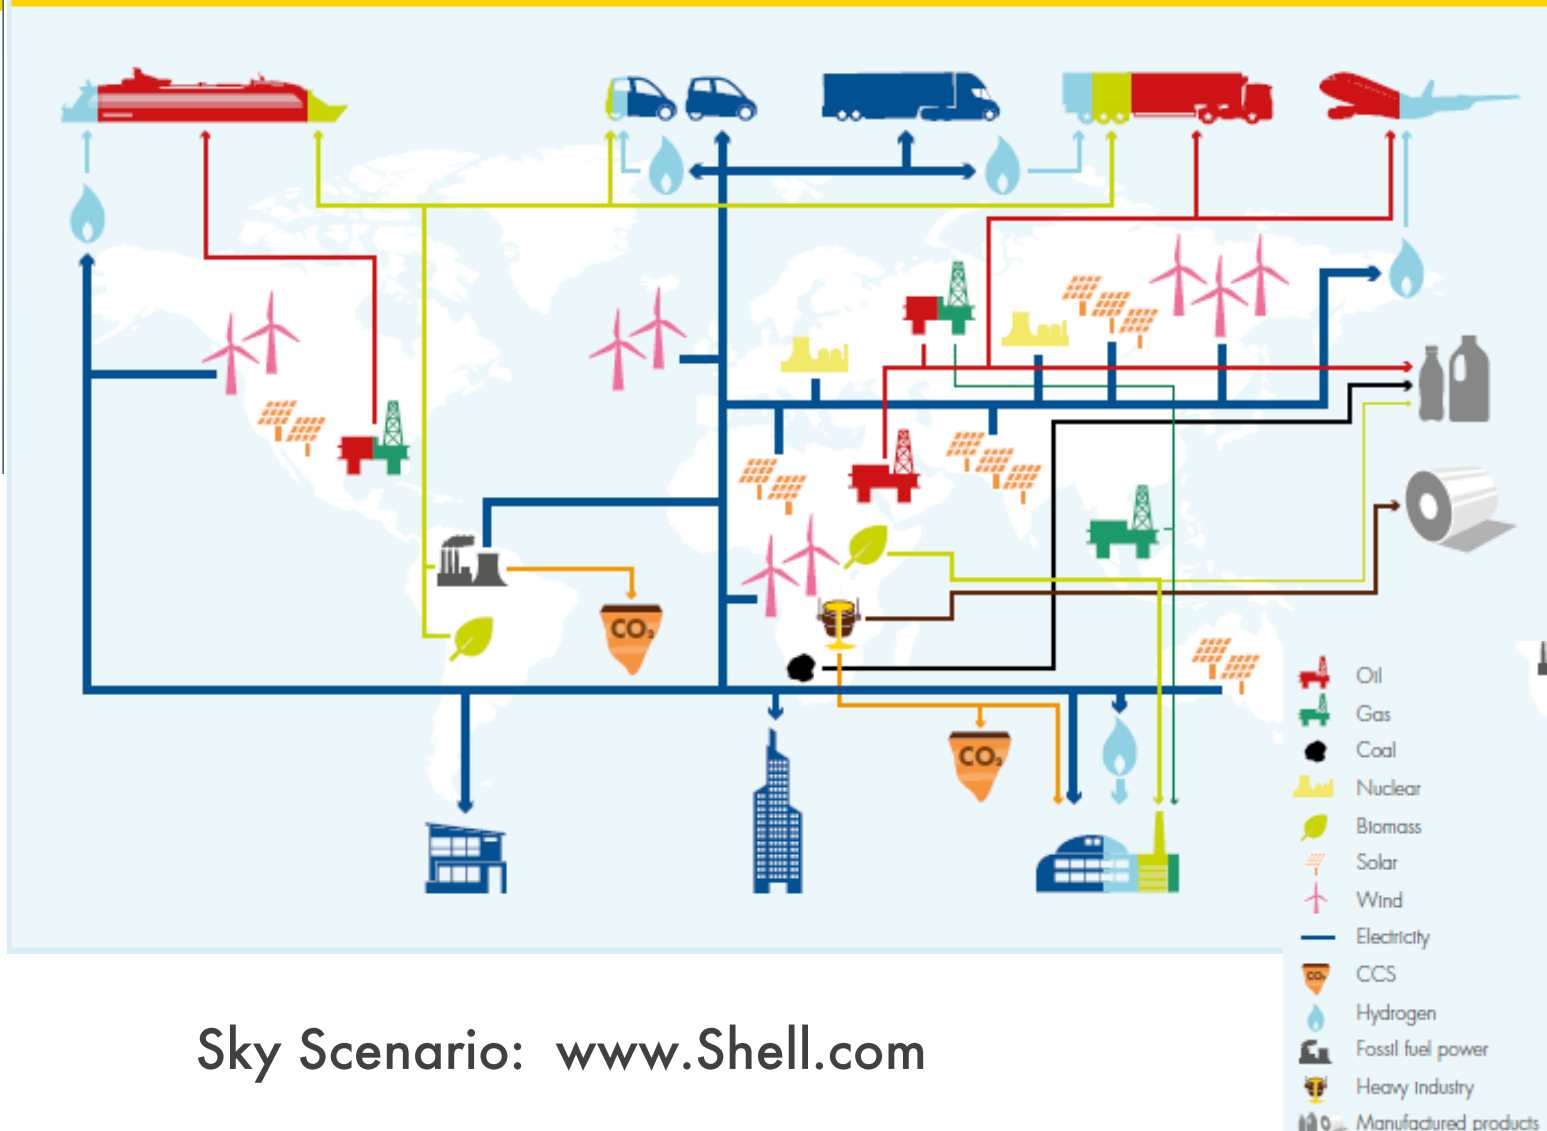 CO₂
CO₂
Oil
Gas
Coal
Nuclear
Biomass
Solar
Wind
Electricity
CO₂ CCS
Hydrogen
Fossil fuel power
Heavy industry
Manufactured products
Sky Scenario: www.Shell.com